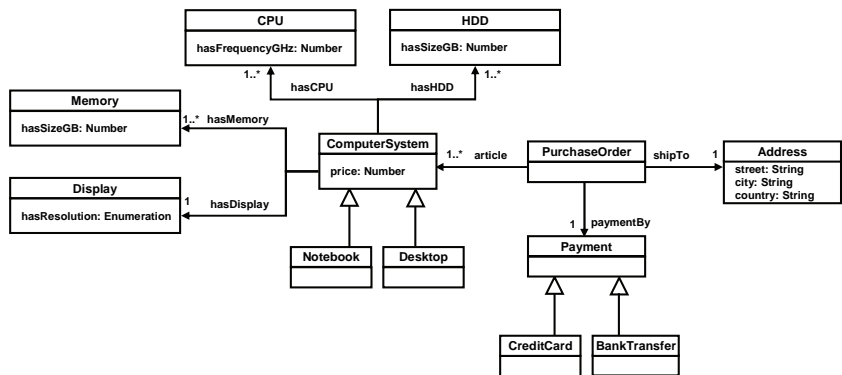 CPU
hasFrequencyGHz: Number
HDD
hasSizeGB: Number
1..*
hasCPU
hasHDD
1..*
Memory
hasSizeGB: Number
1..*
hasMemory
ComputerSystem
price: Number
1..*
article
PurchaseOrder
shipTo
1
Address
street: String
city: String
country: String
Display
hasResolution: Enumeration
1
hasDisplay
1
paymentBy
Notebook
Desktop
Payment
CreditCard
BankTransfer